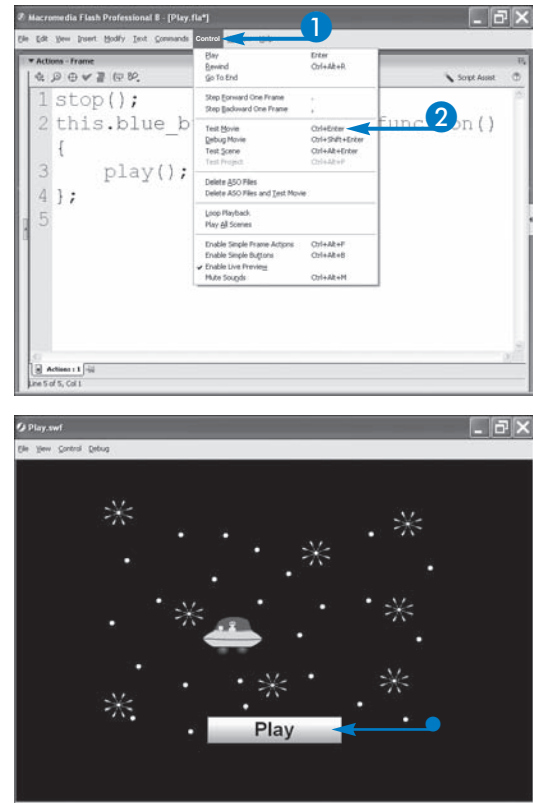 Macromedia Flash Professional 8 - [Play.fla*]
File Edit View Insert Modify Text Commands Control Help
1
Actions - Frame
Script Assist
Play Enter
Rewind Ctrl+Alt+R
Go To End
Step Forward One Frame .
Step Backward One Frame ,
Test Movie Ctrl+Enter
2
Debug Movie Ctrl+Shift+Enter
Test Scene Ctrl+Alt+Enter
Test Project Ctrl+Alt+P
Delete ASO Files
Delete ASO Files and Test Movie
Loop Playback
Play All Scenes
Enable Simple Frame Actions Ctrl+Alt+F
Enable Simple Buttons Ctrl+Alt+B
Enable Live Preview
Mute Sounds Ctrl+Alt+M
1 stop();
2 this.blue_b function()
{
3 play();
4 };
5
Actions : 1
Line 5 of 5, Col 1
Play.swf
File View Control Debug
Play